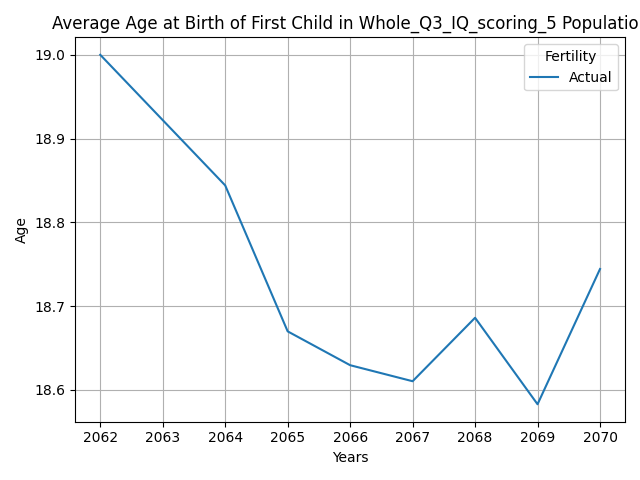 Average Age at Birth of First Child in Whole_Q3_IQ_scoring_5 Populatio
Fertility
Actual
19.0
18.9
18.8
18.7
18.6
Age
2062 2063 2064 2065 2066 2067 2068 2069 2070
Years